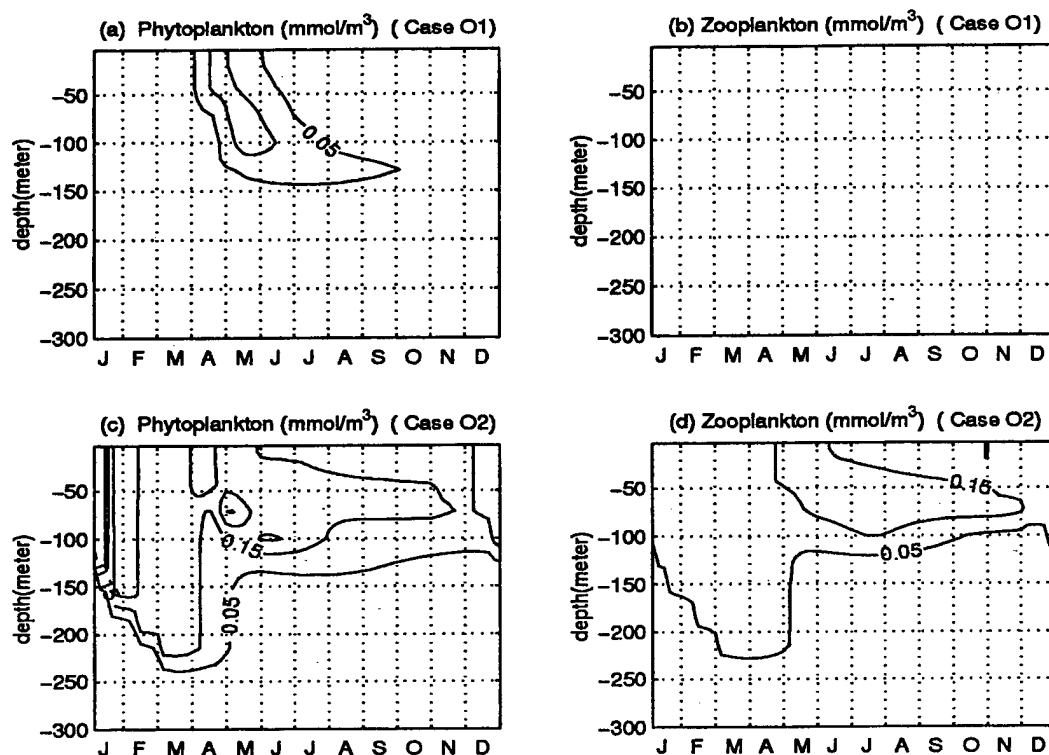 (a) Phytoplankton (mmol/m³) ( Case O1)
depth(meter)
−50
−100
−150
−200
−250
−300
0.05
J F M A M J J A S O N D
(b) Zooplankton (mmol/m³) ( Case O1)
depth(meter)
−50
−100
−150
−200
−250
−300
J F M A M J J A S O N D
(c) Phytoplankton (mmol/m³) ( Case O2)
depth(meter)
−50
−100
−150
−200
−250
−300
0.15
0.05
J F M A M J J A S O N D
(d) Zooplankton (mmol/m³) ( Case O2)
depth(meter)
−50
−100
−150
−200
−250
−300
0.15
0.05
J F M A M J J A S O N D